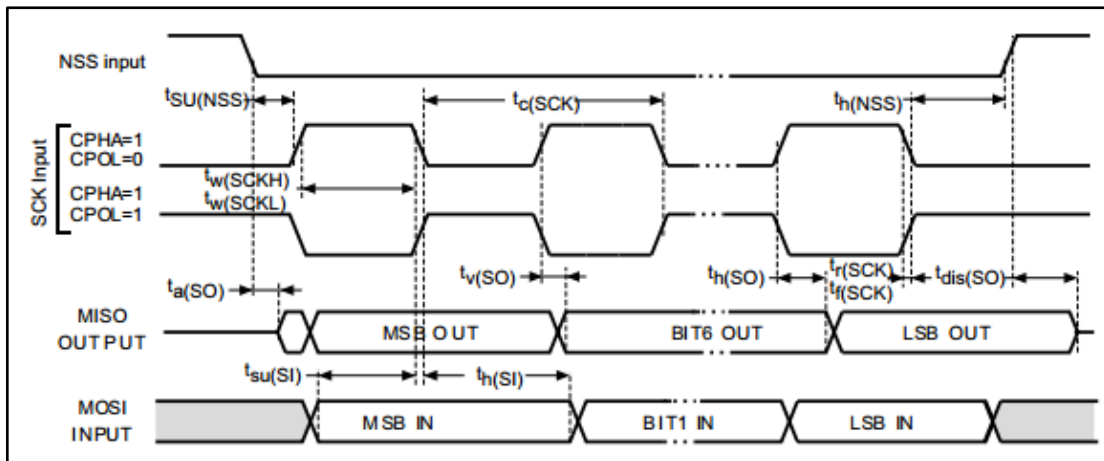 NSS input
tSU(NSS)
tc(SCK)
th(NSS)
SCK Input
CPHA=1
CPOL=0
tw(SCKH)
tw(SCKL)
CPHA=1
CPOL=1
ta(SO)
tv(SO)
th(SO)
tr(SCK)
tf(SCK)
tdis(SO)
MISO
OUTPUT
MSB OUT
BIT6 OUT
LSB OUT
tsu(SI)
th(SI)
MOSI
INPUT
MSB IN
BIT1 IN
LSB IN